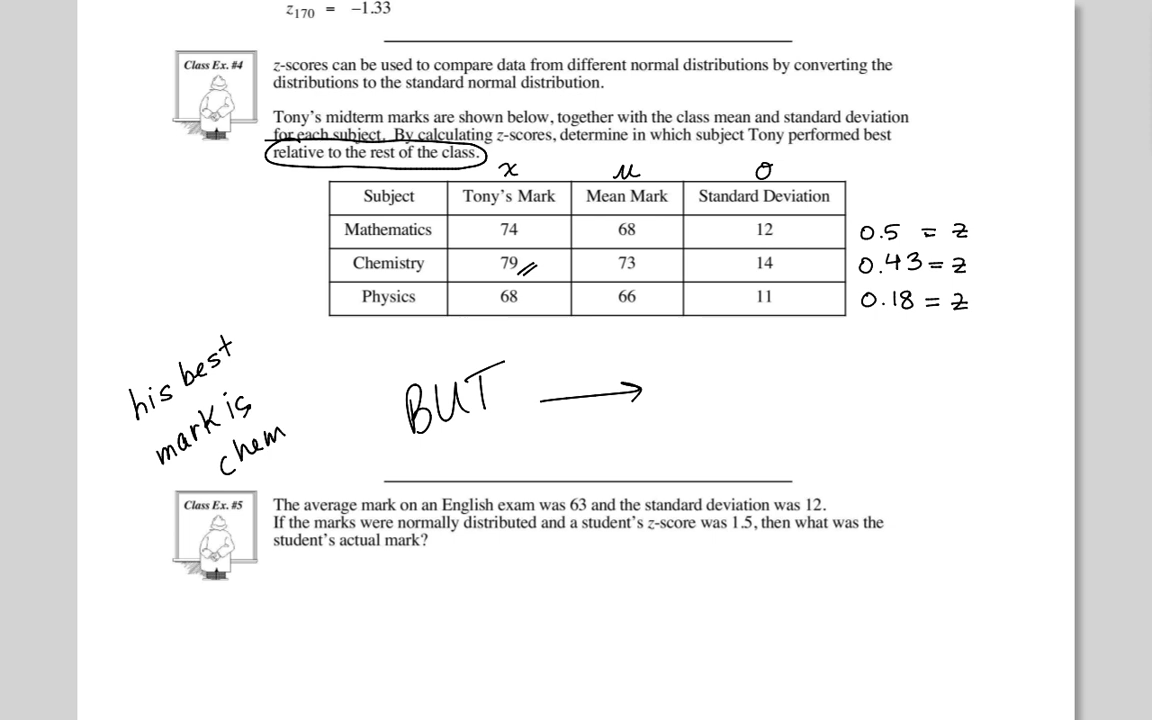 z170 = −1.33
Class Ex. #4
z-scores can be used to compare data from different normal distributions by converting the
distributions to the standard normal distribution.
Tony's midterm marks are shown below, together with the class mean and standard deviation
for each subject. By calculating z-scores, determine in which subject Tony performed best
relative to the rest of the class.
x μ σ
Subject Tony's Mark Mean Mark Standard Deviation
Mathematics 74 68 12 0.5 = z
Chemistry 79 73 14 0.43 = z
Physics 68 66 11 0.18 = z
his best
mark is
chem
BUT →
Class Ex. #5
The average mark on an English exam was 63 and the standard deviation was 12.
If the marks were normally distributed and a student's z-score was 1.5, then what was the
student's actual mark?